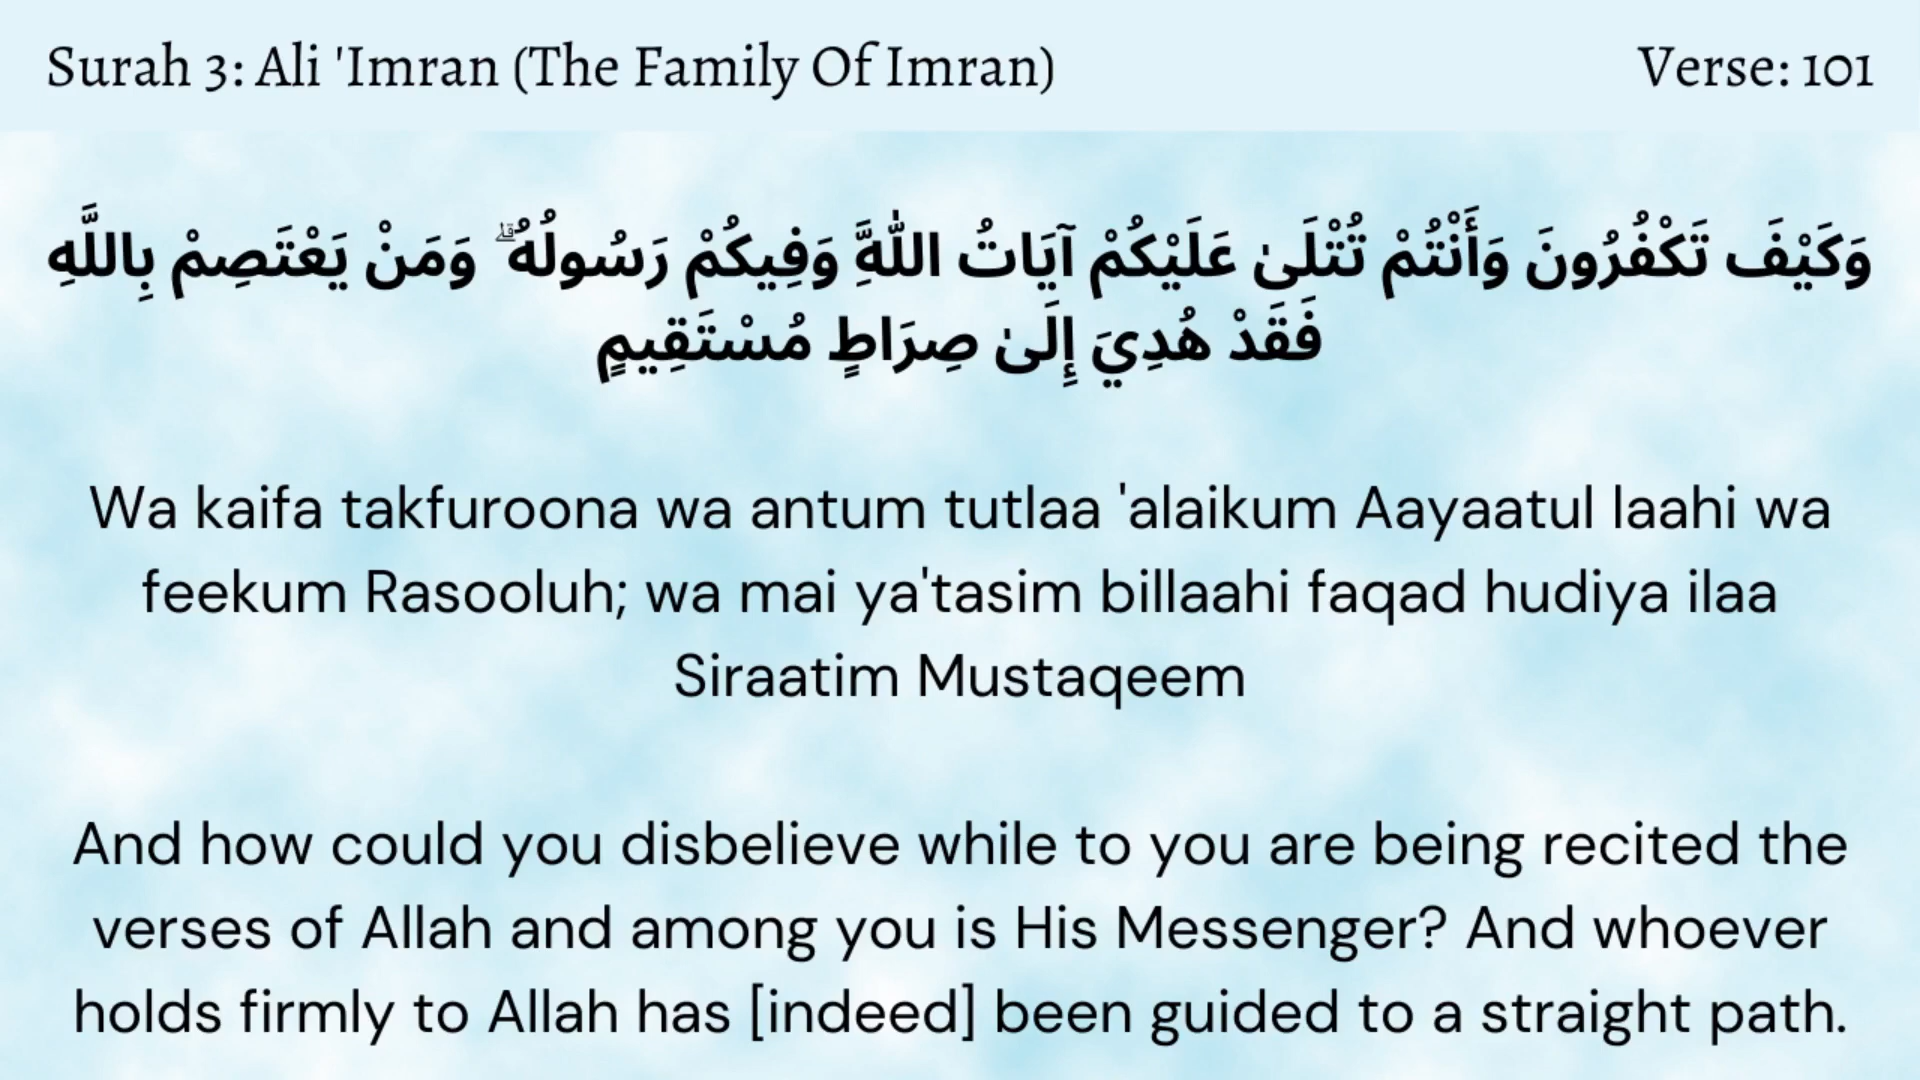 Surah 3: Ali 'Imran (The Family Of Imran)
Verse: 101
وَكَيْفَ تَكْفُرُونَ وَأَنْتُمْ تُتْلَىٰ عَلَيْكُمْ آيَاتُ اللَّهِ وَفِيكُمْ رَسُولُهُ ۗ وَمَنْ يَعْتَصِمْ بِاللَّهِ
فَقَدْ هُدِيَ إِلَىٰ صِرَاطٍ مُسْتَقِيمٍ
Wa kaifa takfuroona wa antum tutlaa 'alaikum Aayaatul laahi wa
feekum Rasooluh; wa mai ya'tasim billaahi faqad hudiya ilaa
Siraatim Mustaqeem
And how could you disbelieve while to you are being recited the
verses of Allah and among you is His Messenger? And whoever
holds firmly to Allah has [indeed] been guided to a straight path.